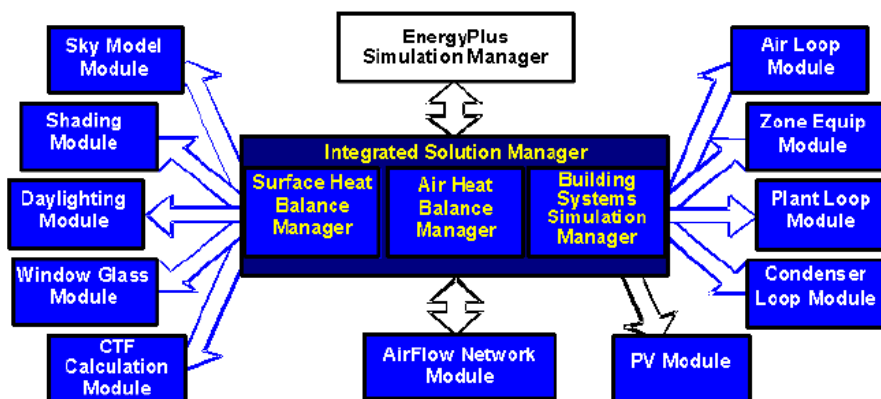 Sky Model
Module
EnergyPlus
Simulation Manager
Air Loop
Module
Shading
Module
Zone Equip
Module
Integrated Solution Manager
Surface Heat
Balance
Manager
Air Heat
Balance
Manager
Building
Systems
Simulation
Manager
Daylighting
Module
Plant Loop
Module
Window Glass
Module
Condenser
Loop Module
CTF
Calculation
Module
AirFlow Network
Module
PV Module